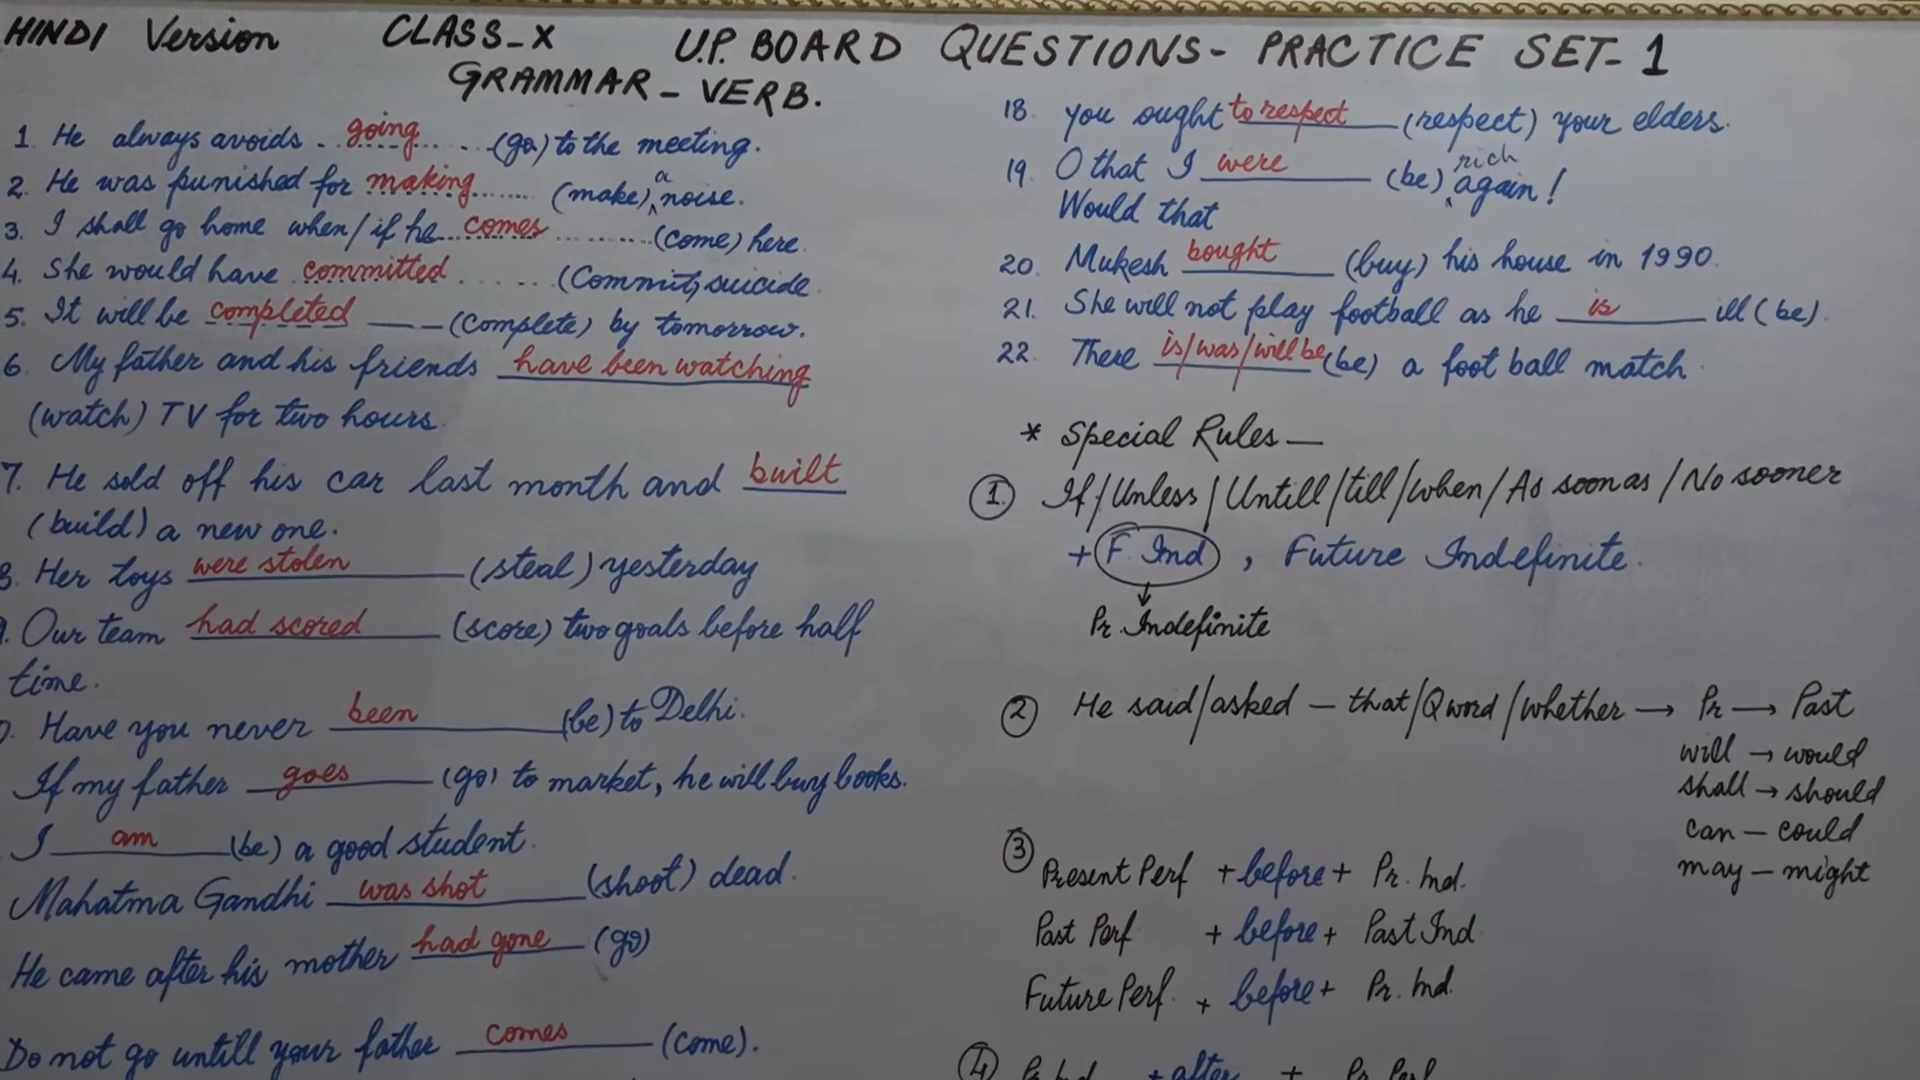 HINDI Version CLASS-X U.P. BOARD QUESTIONS- PRACTICE SET-1
GRAMMAR - VERB.
1. He always avoids going (go) to the meeting.
2. He was punished for making (make) a noise.
3. I shall go home when/if he comes (come) here.
4. She would have committed (Commit) suicide.
5. It will be completed (Complete) by tomorrow.
6. My father and his friends have been watching
(watch) TV for two hours.
7. He sold off his car last month and built
(build) a new one.
8. Her toys were stolen (steal) yesterday
9. Our team had scored (score) two goals before half
time.
Have you never been (be) to Delhi.
If my father goes (go) to market, he will buy books.
I am (be) a good student.
Mahatma Gandhi was shot (shoot) dead.
He came after his mother had gone (go)
Do not go untill your father comes (come).
18. you ought to respect (respect) your elders.
19. O that I were (be) rich again!
Would that
20. Mukesh bought (buy) his house in 1990.
21. She will not play football as he is ill (be).
22. There is/was/will be (be) a foot ball match.
* Special Rules —
① If/Unless/Untill/till/when/As soon as/No sooner
+ F. Ind, Future Indefinite.
↓
Pr. Indefinite
② He said/asked — that/Qword/whether → Pr → Past
will → would
shall → should
can — could
may — might
③ Present Perf + before + Pr. Ind.
Past Perf + before + Past Ind
Future Perf. + before + Pr. Ind.
④ Pr. Ind + after + Pr. Perf